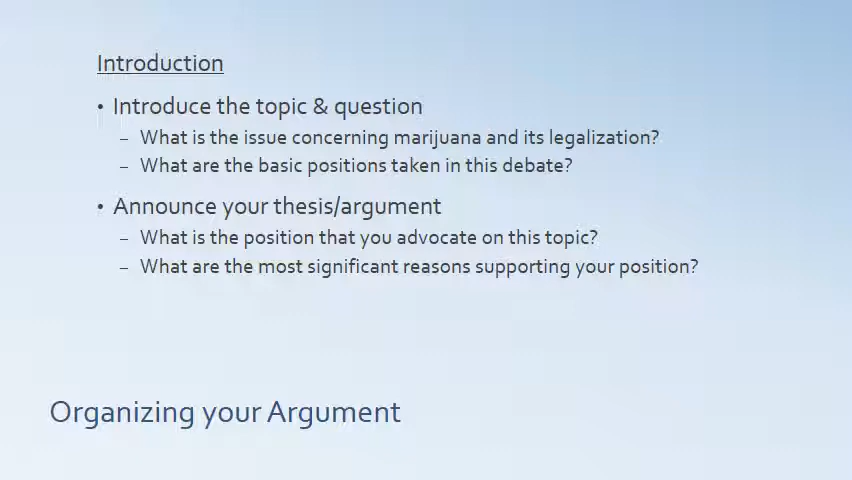 Introduction
• Introduce the topic & question
– What is the issue concerning marijuana and its legalization?
– What are the basic positions taken in this debate?
• Announce your thesis/argument
– What is the position that you advocate on this topic?
– What are the most significant reasons supporting your position?
Organizing your Argument